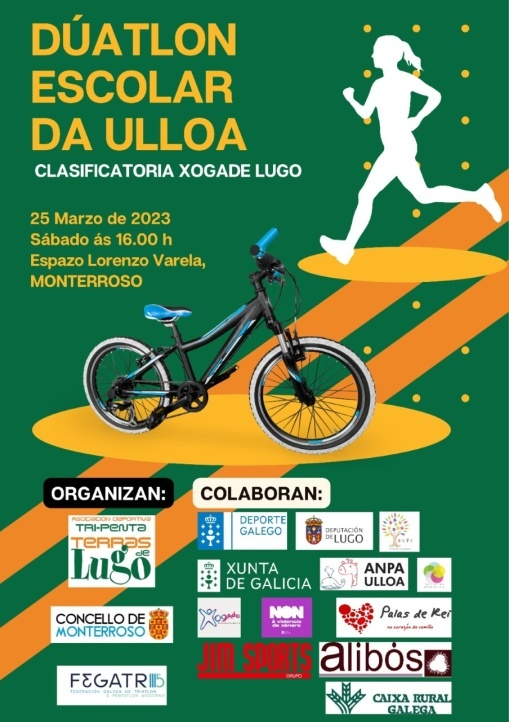 DÚATLON
ESCOLAR
DA ULLOA
CLASIFICATORIA XOGADE LUGO
25 Marzo de 2023
Sábado ás 16.00 h
Espazo Lorenzo Varela,
MONTERROSO
ORGANIZAN:
COLABORAN:
ASOCIACIÓN DEPORTIVA
TRI-PENTA
TERRAS
de
Lugo
CONCELLO DE
MONTERROSO
FEGATRI
FEDERACIÓN GALEGA DE TRIATLON
E PENTATLON MODERNO
DEPORTE
GALEGO
DEPUTACIÓN
DE LUGO
XUNTA
DE GALICIA
ANPA
ULLOA
Xogade
NON
á violencia
de xénero
Palas de Rei
no corazón do camiño
JIM SPORTS
GRUPO
alibós
CAIXA RURAL
GALEGA